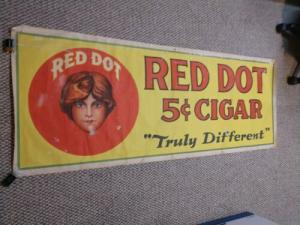 RED DOT
RED DOT
5¢ CIGAR
"Truly Different"